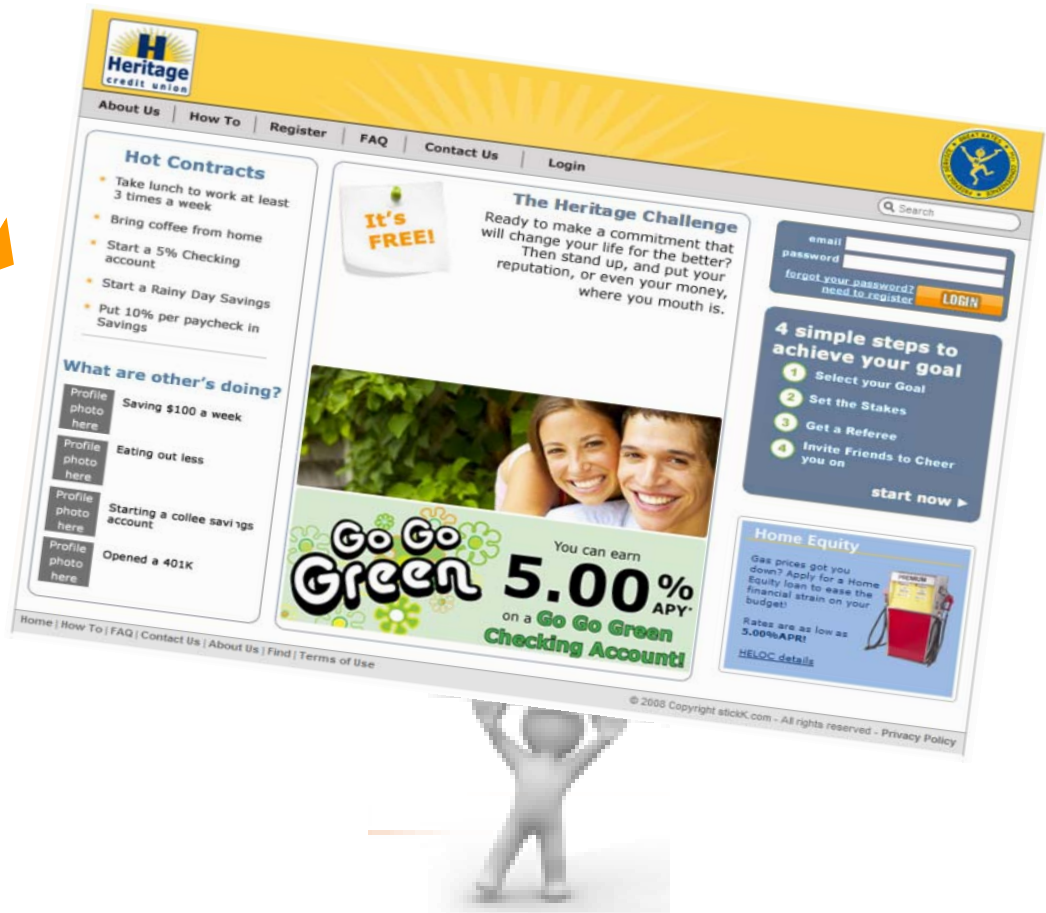 H
Heritage
credit union
About Us | How To | Register | FAQ | Contact Us | Login
GREAT RATES
FRIENDLY SERVICE
CONVENIENCE
Search
Hot Contracts
Take lunch to work at least
3 times a week
Bring coffee from home
Start a 5% Checking
account
Start a Rainy Day Savings
Put 10% per paycheck in
Savings
What are other's doing?
Profile
photo
here
Saving $100 a week
Profile
photo
here
Eating out less
Profile
photo
here
Starting a collee savings
account
Profile
photo
here
Opened a 401K
It's
FREE!
The Heritage Challenge
Ready to make a commitment that
will change your life for the better?
Then stand up, and put your
reputation, or even your money,
where you mouth is.
Go Go
Green
You can earn
5.00%
APY*
on a Go Go Green
Checking Account!
email
password
forgot your password?
need to register
LOGIN
4 simple steps to
achieve your goal
1 Select your Goal
2 Set the Stakes
3 Get a Referee
4 Invite Friends to Cheer
you on
start now
Home Equity
Gas prices got you
down? Apply for a Home
Equity loan to ease the
financial strain on your
budget!
Rates are as low as
5.00%APR!
HELOC details
PREMIUM
Home | How To | FAQ | Contact Us | About Us | Find | Terms of Use
© 2008 Copyright stickK.com - All rights reserved - Privacy Policy